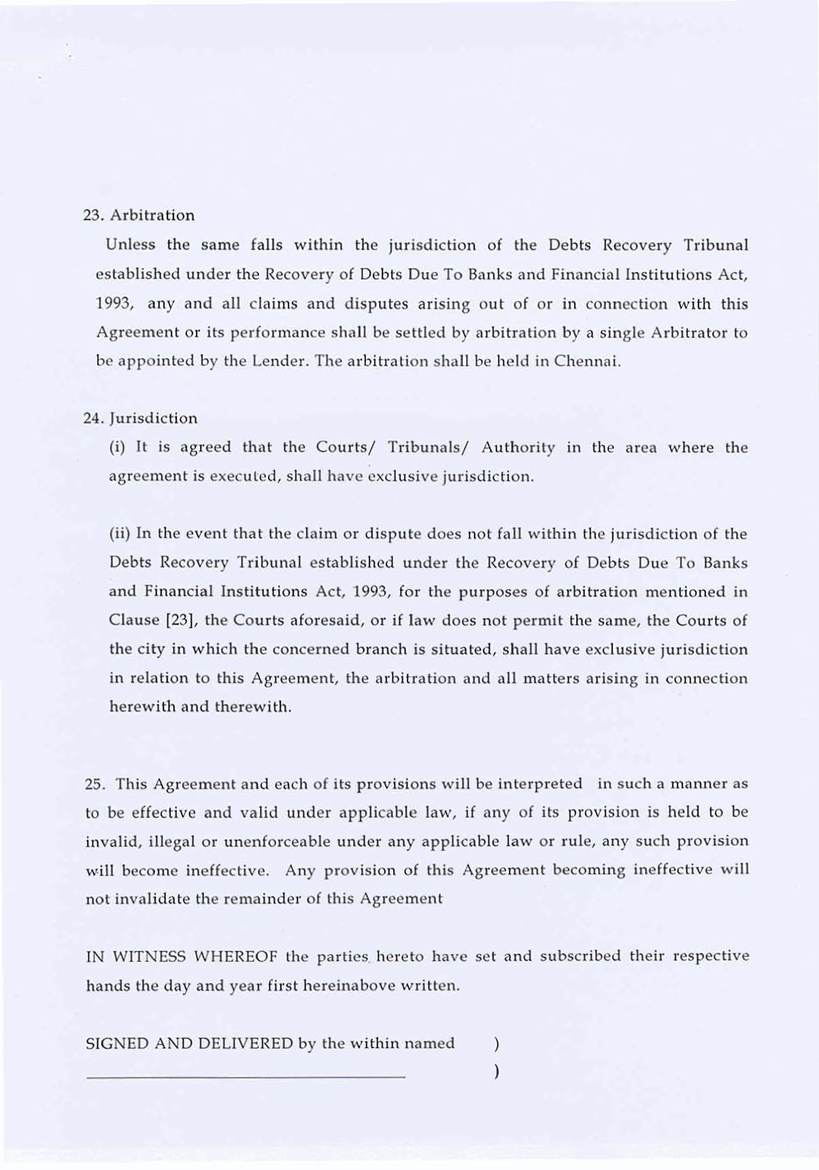 23. Arbitration
Unless the same falls within the jurisdiction of the Debts Recovery Tribunal
established under the Recovery of Debts Due To Banks and Financial Institutions Act,
1993, any and all claims and disputes arising out of or in connection with this
Agreement or its performance shall be settled by arbitration by a single Arbitrator to
be appointed by the Lender. The arbitration shall be held in Chennai.
24. Jurisdiction
(i) It is agreed that the Courts/ Tribunals/ Authority in the area where the
agreement is executed, shall have exclusive jurisdiction.
(ii) In the event that the claim or dispute does not fall within the jurisdiction of the
Debts Recovery Tribunal established under the Recovery of Debts Due To Banks
and Financial Institutions Act, 1993, for the purposes of arbitration mentioned in
Clause [23], the Courts aforesaid, or if law does not permit the same, the Courts of
the city in which the concerned branch is situated, shall have exclusive jurisdiction
in relation to this Agreement, the arbitration and all matters arising in connection
herewith and therewith.
25. This Agreement and each of its provisions will be interpreted in such a manner as
to be effective and valid under applicable law, if any of its provision is held to be
invalid, illegal or unenforceable under any applicable law or rule, any such provision
will become ineffective. Any provision of this Agreement becoming ineffective will
not invalidate the remainder of this Agreement
IN WITNESS WHEREOF the parties hereto have set and subscribed their respective
hands the day and year first hereinabove written.
SIGNED AND DELIVERED by the within named )
)